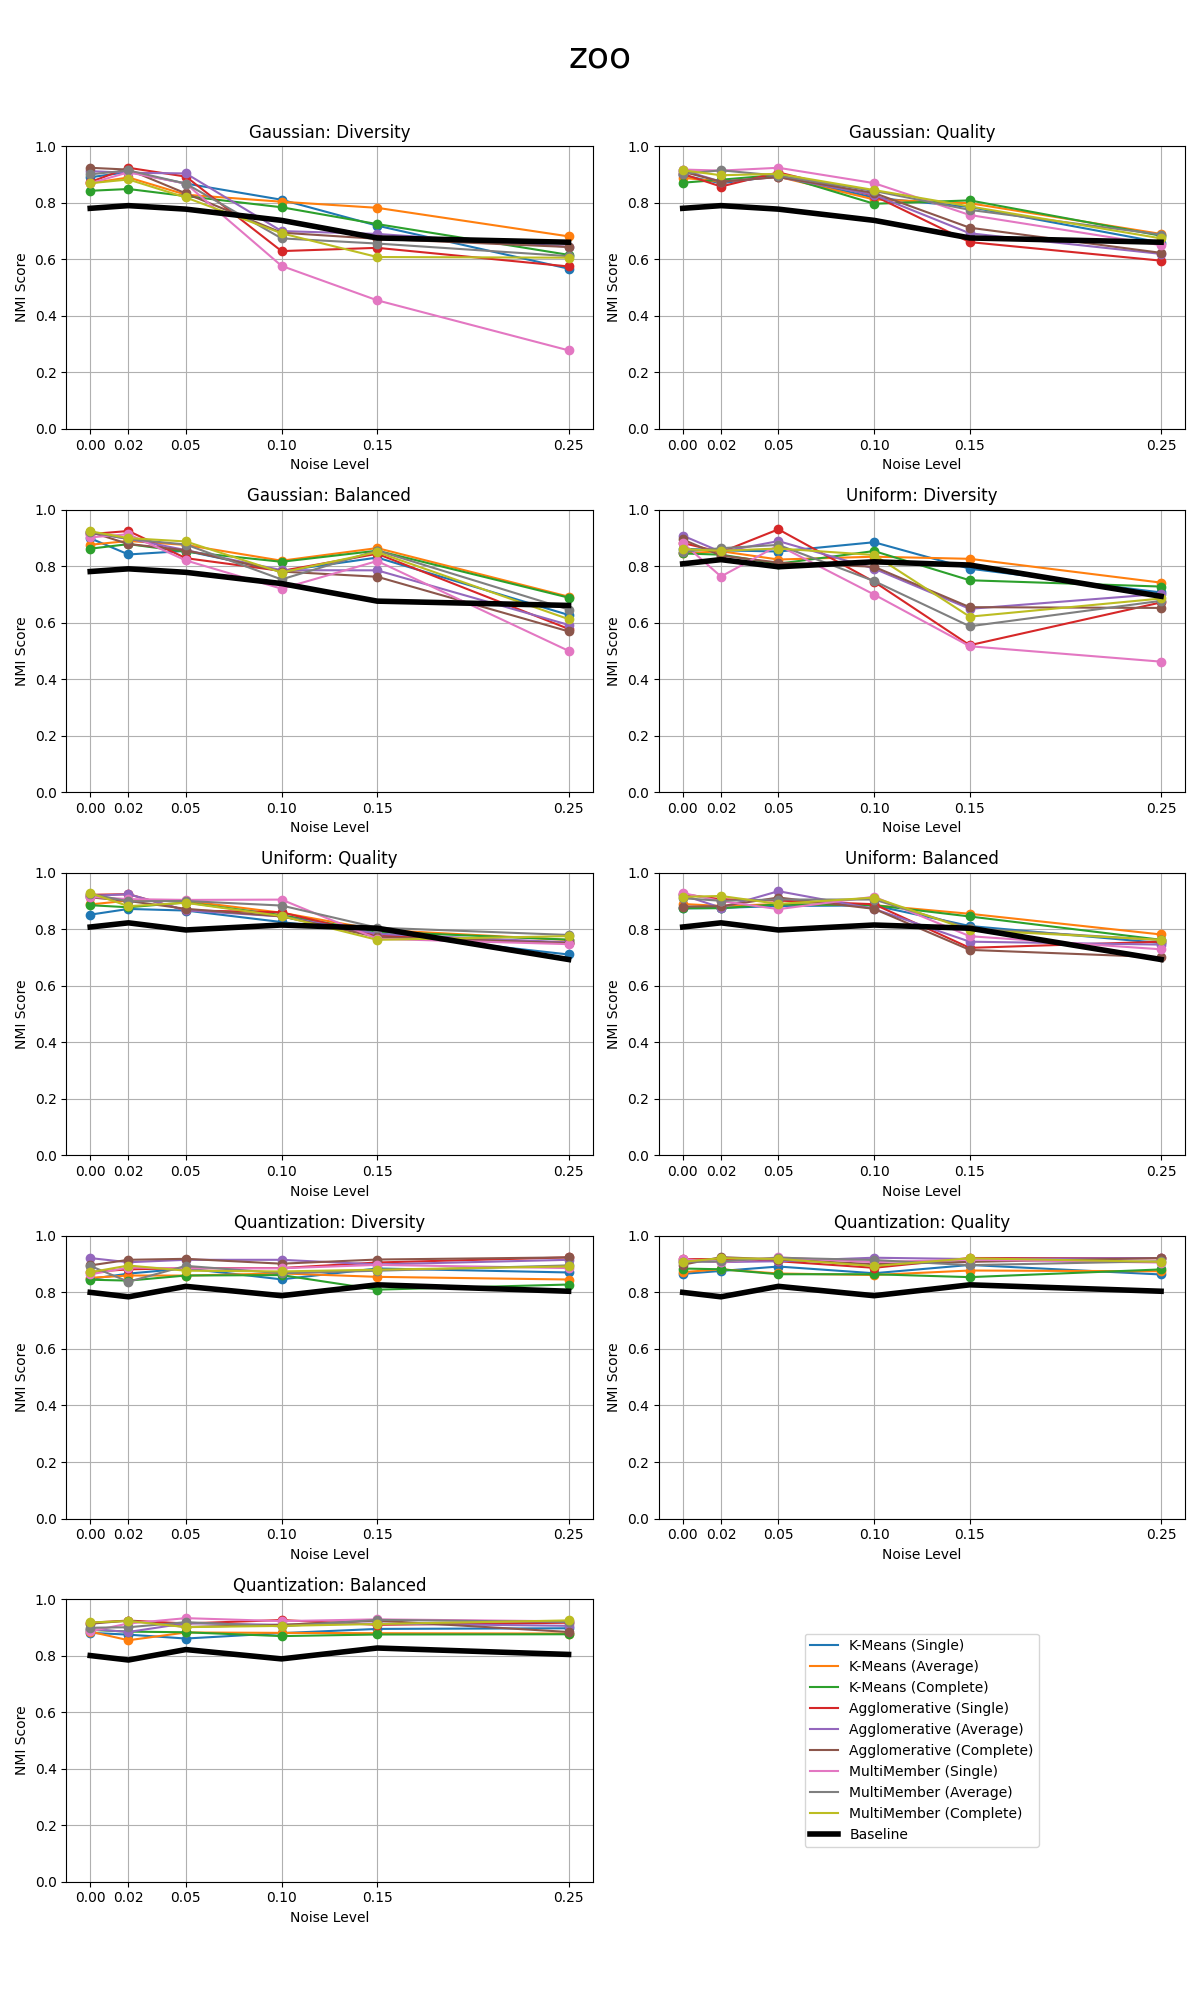 zoo
Gaussian: Diversity
NMI Score
1.0
0.8
0.6
0.4
0.2
0.0
0.00 0.02 0.05 0.10 0.15 0.25
Noise Level
Gaussian: Quality
NMI Score
1.0
0.8
0.6
0.4
0.2
0.0
0.00 0.02 0.05 0.10 0.15 0.25
Noise Level
Gaussian: Balanced
NMI Score
1.0
0.8
0.6
0.4
0.2
0.0
0.00 0.02 0.05 0.10 0.15 0.25
Noise Level
Uniform: Diversity
NMI Score
1.0
0.8
0.6
0.4
0.2
0.0
0.00 0.02 0.05 0.10 0.15 0.25
Noise Level
Uniform: Quality
NMI Score
1.0
0.8
0.6
0.4
0.2
0.0
0.00 0.02 0.05 0.10 0.15 0.25
Noise Level
Uniform: Balanced
NMI Score
1.0
0.8
0.6
0.4
0.2
0.0
0.00 0.02 0.05 0.10 0.15 0.25
Noise Level
Quantization: Diversity
NMI Score
1.0
0.8
0.6
0.4
0.2
0.0
0.00 0.02 0.05 0.10 0.15 0.25
Noise Level
Quantization: Quality
NMI Score
1.0
0.8
0.6
0.4
0.2
0.0
0.00 0.02 0.05 0.10 0.15 0.25
Noise Level
Quantization: Balanced
NMI Score
1.0
0.8
0.6
0.4
0.2
0.0
0.00 0.02 0.05 0.10 0.15 0.25
Noise Level
K-Means (Single)
K-Means (Average)
K-Means (Complete)
Agglomerative (Single)
Agglomerative (Average)
Agglomerative (Complete)
MultiMember (Single)
MultiMember (Average)
MultiMember (Complete)
Baseline